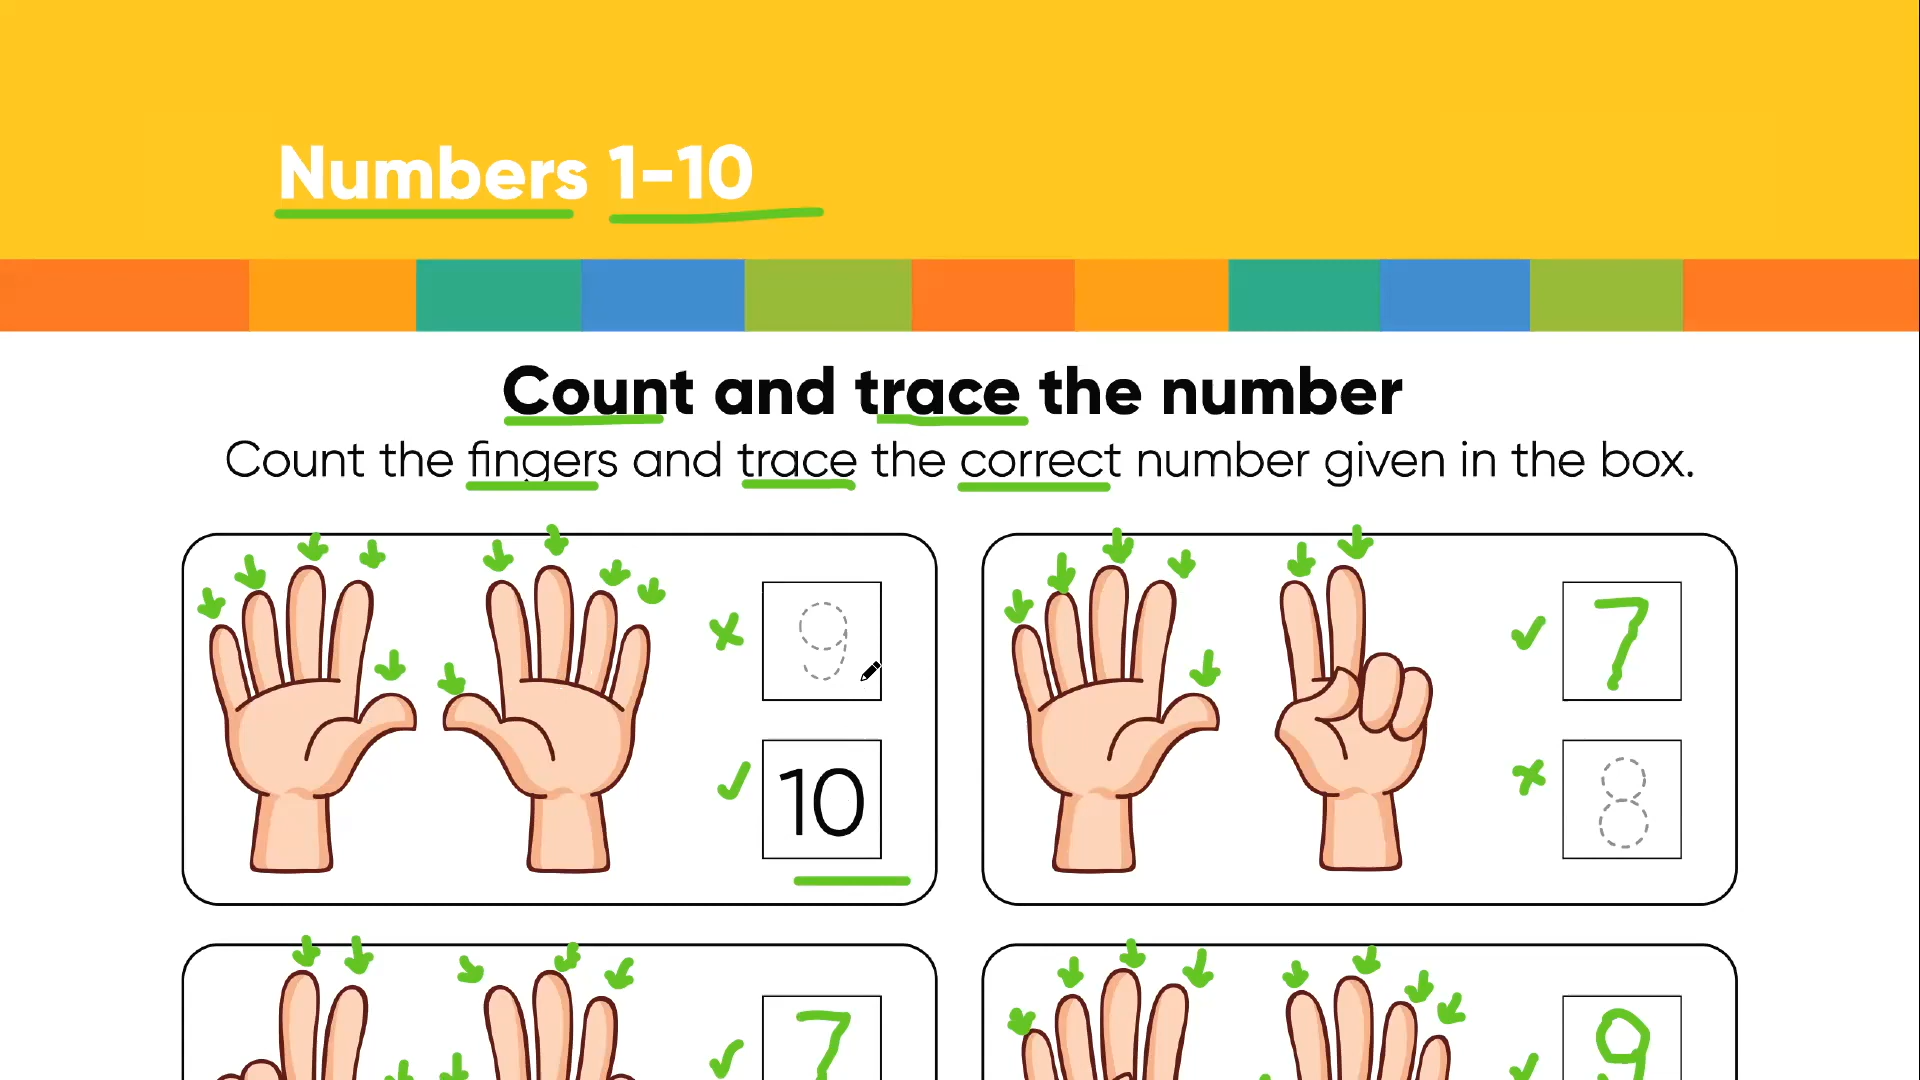 Numbers 1-10
Count and trace the number
Count the fingers and trace the correct number given in the box.
9
10
7
8
7
9